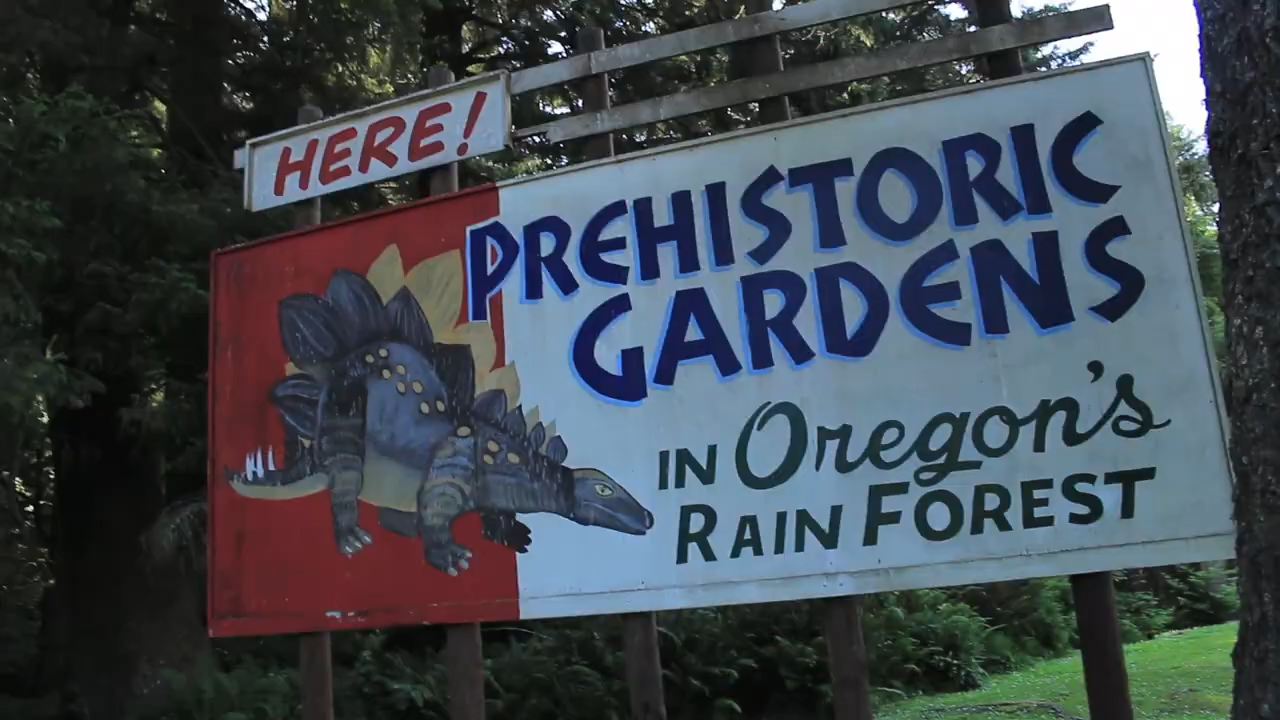 HERE!
PREHISTORIC
GARDENS
IN Oregon's
RAIN FOREST